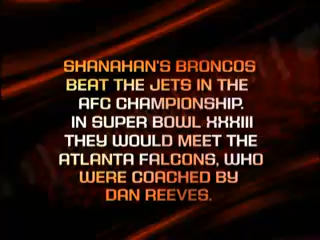 SHANAHAN'S BRONCOS
BEAT THE JETS IN THE
AFC CHAMPIONSHIP.
IN SUPER BOWL XXXIII
THEY WOULD MEET THE
ATLANTA FALCONS, WHO
WERE COACHED BY
DAN REEVES.